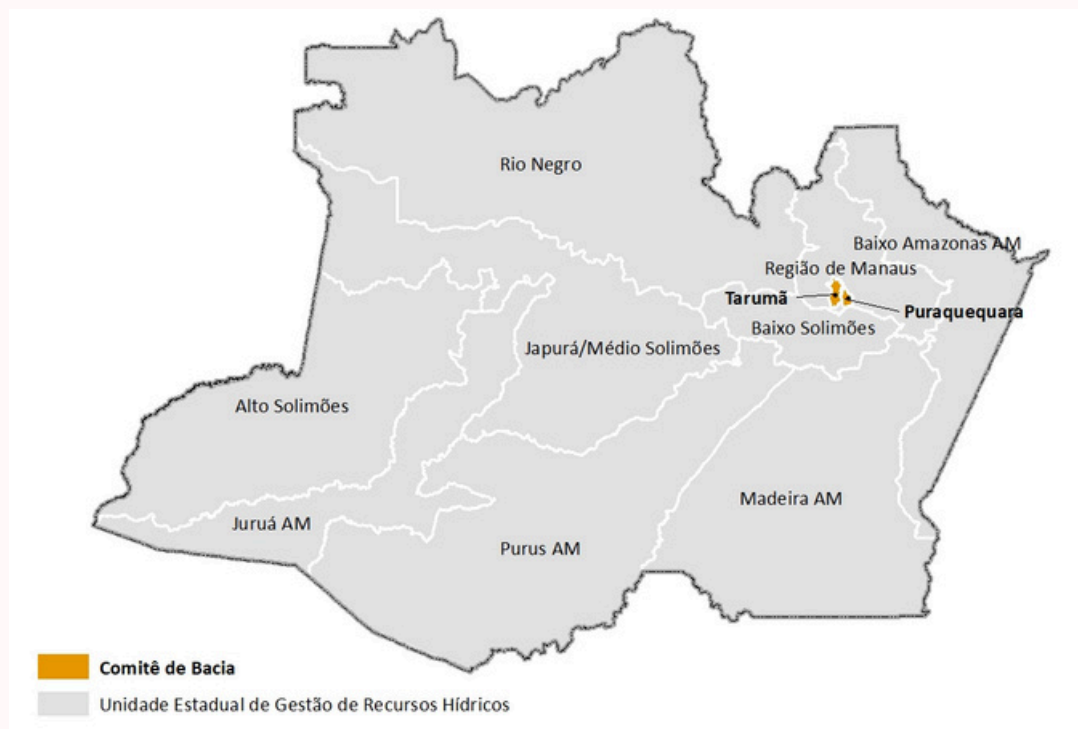 Rio Negro
Baixo Amazonas AM
Região de Manaus
Tarumã
Puraquequara
Baixo Solimões
Japurá/Médio Solimões
Alto Solimões
Madeira AM
Juruá AM
Purus AM
Comitê de Bacia
Unidade Estadual de Gestão de Recursos Hídricos